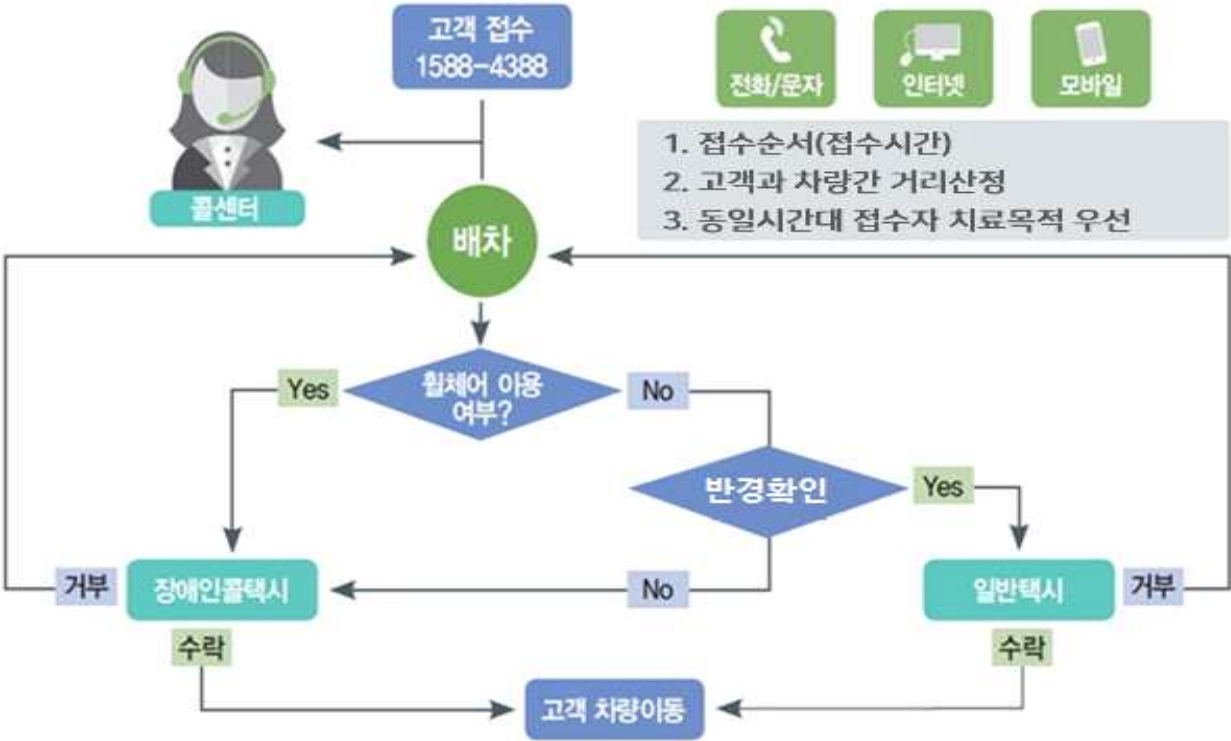 고객 접수
1588-4388
전화/문자
인터넷
모바일
1. 접수순서(접수시간)
2. 고객과 차량간 거리산정
3. 동일시간대 접수자 치료목적 우선
콜센터
배차
Yes
휠체어 이용
여부?
No
반경확인
Yes
거부
장애인콜택시
No
일반택시
거부
수락
수락
고객 차량이동